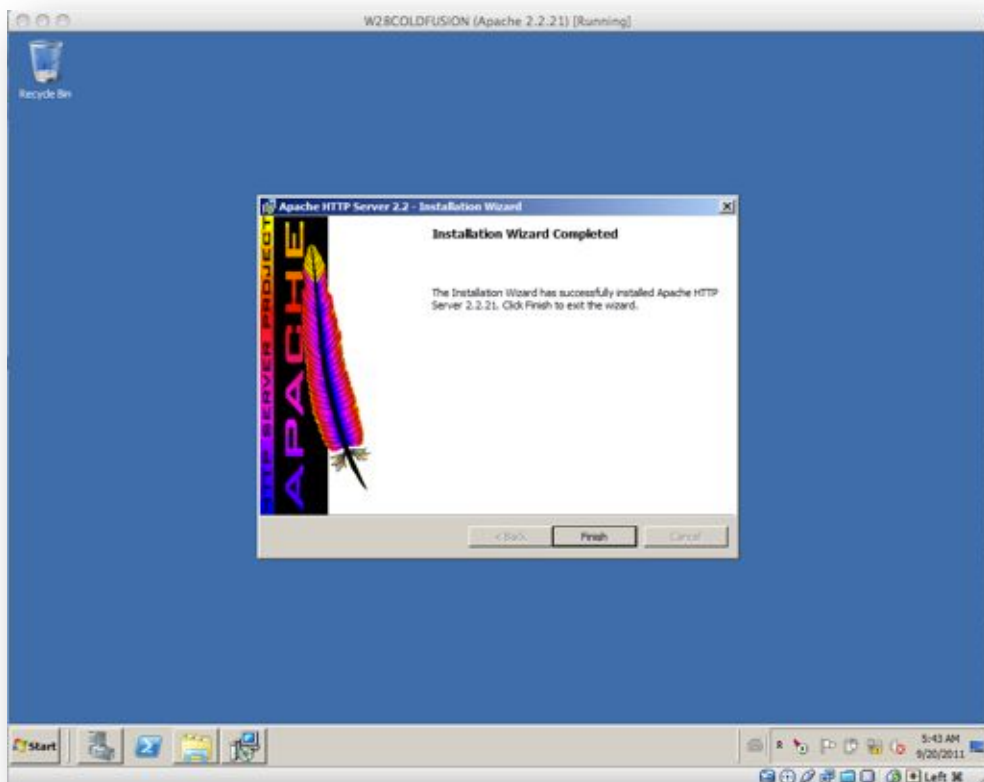 W28COLDFUSION (Apache 2.2.21) [Running]
Recycle Bin
Apache HTTP Server 2.2 - Installation Wizard
HTTP SERVER PROJECT
APACHE
Installation Wizard Completed
The Installation Wizard has successfully installed Apache HTTP
Server 2.2.21. Click Finish to exit the wizard.
< Back
Finish
Cancel
Start
5:43 AM
9/20/2011
Left ⌘